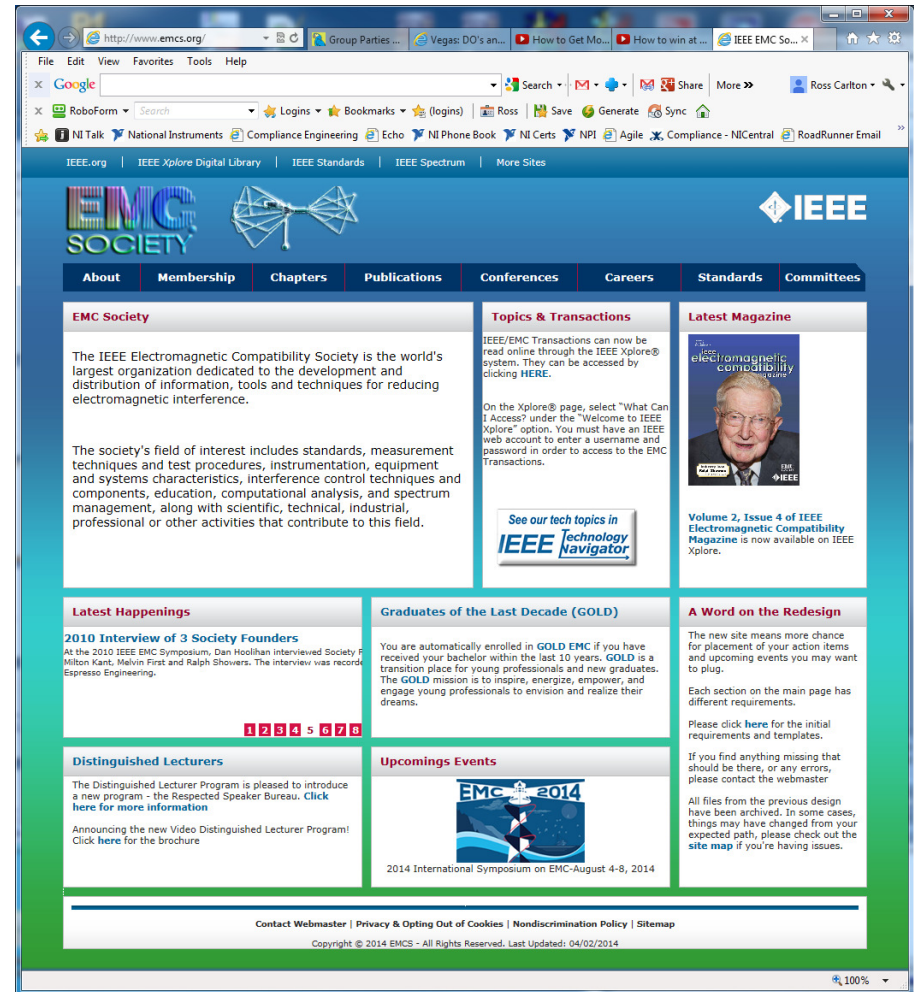 http://www.emcs.org/
Group Parties ...
Vegas: DO's an...
How to Get Mo...
How to win at ...
IEEE EMC So...
File Edit View Favorites Tools Help
x Google Search Share More » Ross Carlton
x RoboForm Search Logins Bookmarks (logins) Ross Save Generate Sync
NI Talk National Instruments Compliance Engineering Echo NI Phone Book NI Certs NPI Agile Compliance - NICentral RoadRunner Email »
IEEE.org | IEEE Xplore Digital Library | IEEE Standards | IEEE Spectrum | More Sites
EMC
SOCIETY
IEEE
About Membership Chapters Publications Conferences Careers Standards Committees
EMC Society
The IEEE Electromagnetic Compatibility Society is the world's
largest organization dedicated to the development and
distribution of information, tools and techniques for reducing
electromagnetic interference.
The society's field of interest includes standards, measurement
techniques and test procedures, instrumentation, equipment
and systems characteristics, interference control techniques and
components, education, computational analysis, and spectrum
management, along with scientific, technical, industrial,
professional or other activities that contribute to this field.
Topics & Transactions
IEEE/EMC Transactions can now be
read online through the IEEE Xplore®
system. They can be accessed by
clicking HERE.
On the Xplore® page, select "What Can
I Access? under the "Welcome to IEEE
Xplore" option. You must have an IEEE
web account to enter a username and
password in order to access to the EMC
Transactions.
See our tech topics in
IEEE Technology
Navigator
Latest Magazine
electromagnetic
compatibility
magazine
EMC
IEEE
Volume 2, Issue 4 of IEEE
Electromagnetic Compatibility
Magazine is now available on IEEE
Xplore.
Latest Happenings
2010 Interview of 3 Society Founders
At the 2010 IEEE EMC Symposium, Dan Hoolihan interviewed Society F
Milton Kant, Melvin First and Ralph Showers. The interview was recorde
Espresso Engineering.
1 2 3 4 5 6 7 8
Graduates of the Last Decade (GOLD)
You are automatically enrolled in GOLD EMC if you have
received your bachelor within the last 10 years. GOLD is a
transition place for young professionals and new graduates.
The GOLD mission is to inspire, energize, empower, and
engage young professionals to envision and realize their
dreams.
A Word on the Redesign
The new site means more chance
for placement of your action items
and upcoming events you may want
to plug.
Each section on the main page has
different requirements.
Please click here for the initial
requirements and templates.
If you find anything missing that
should be there, or any errors,
please contact the webmaster
All files from the previous design
have been archived. In some cases,
things may have changed from your
expected path, please check out the
site map if you're having issues.
Distinguished Lecturers
The Distinguished Lecturer Program is pleased to introduce
a new program - the Respected Speaker Bureau. Click
here for more information
Announcing the new Video Distinguished Lecturer Program!
Click here for the brochure
Upcomings Events
EMC 2014
2014 International Symposium on EMC-August 4-8, 2014
Contact Webmaster | Privacy & Opting Out of Cookies | Nondiscrimination Policy | Sitemap
Copyright © 2014 EMCS - All Rights Reserved. Last Updated: 04/02/2014
100%